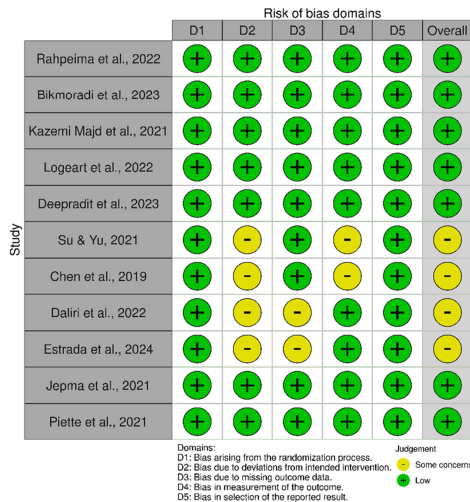 Risk of bias domains
D1 D2 D3 D4 D5 Overall
Study
Rahpeima et al., 2022 + + + + + +
Bikmoradi et al., 2023 + + + + + +
Kazemi Majd et al., 2021 + + + + + +
Logeart et al., 2022 + + + + + +
Deepradit et al., 2023 + + + + + +
Su & Yu, 2021 + - + - + -
Chen et al., 2019 + - + - + -
Daliri et al., 2022 + - - + + -
Estrada et al., 2024 + - - + + -
Jepma et al., 2021 + + + + + +
Piette et al., 2021 + + + + + +
Domains:
D1: Bias arising from the randomization process.
D2: Bias due to deviations from intended intervention.
D3: Bias due to missing outcome data.
D4: Bias in measurement of the outcome.
D5: Bias in selection of the reported result.
Judgement
- Some concerns
+ Low